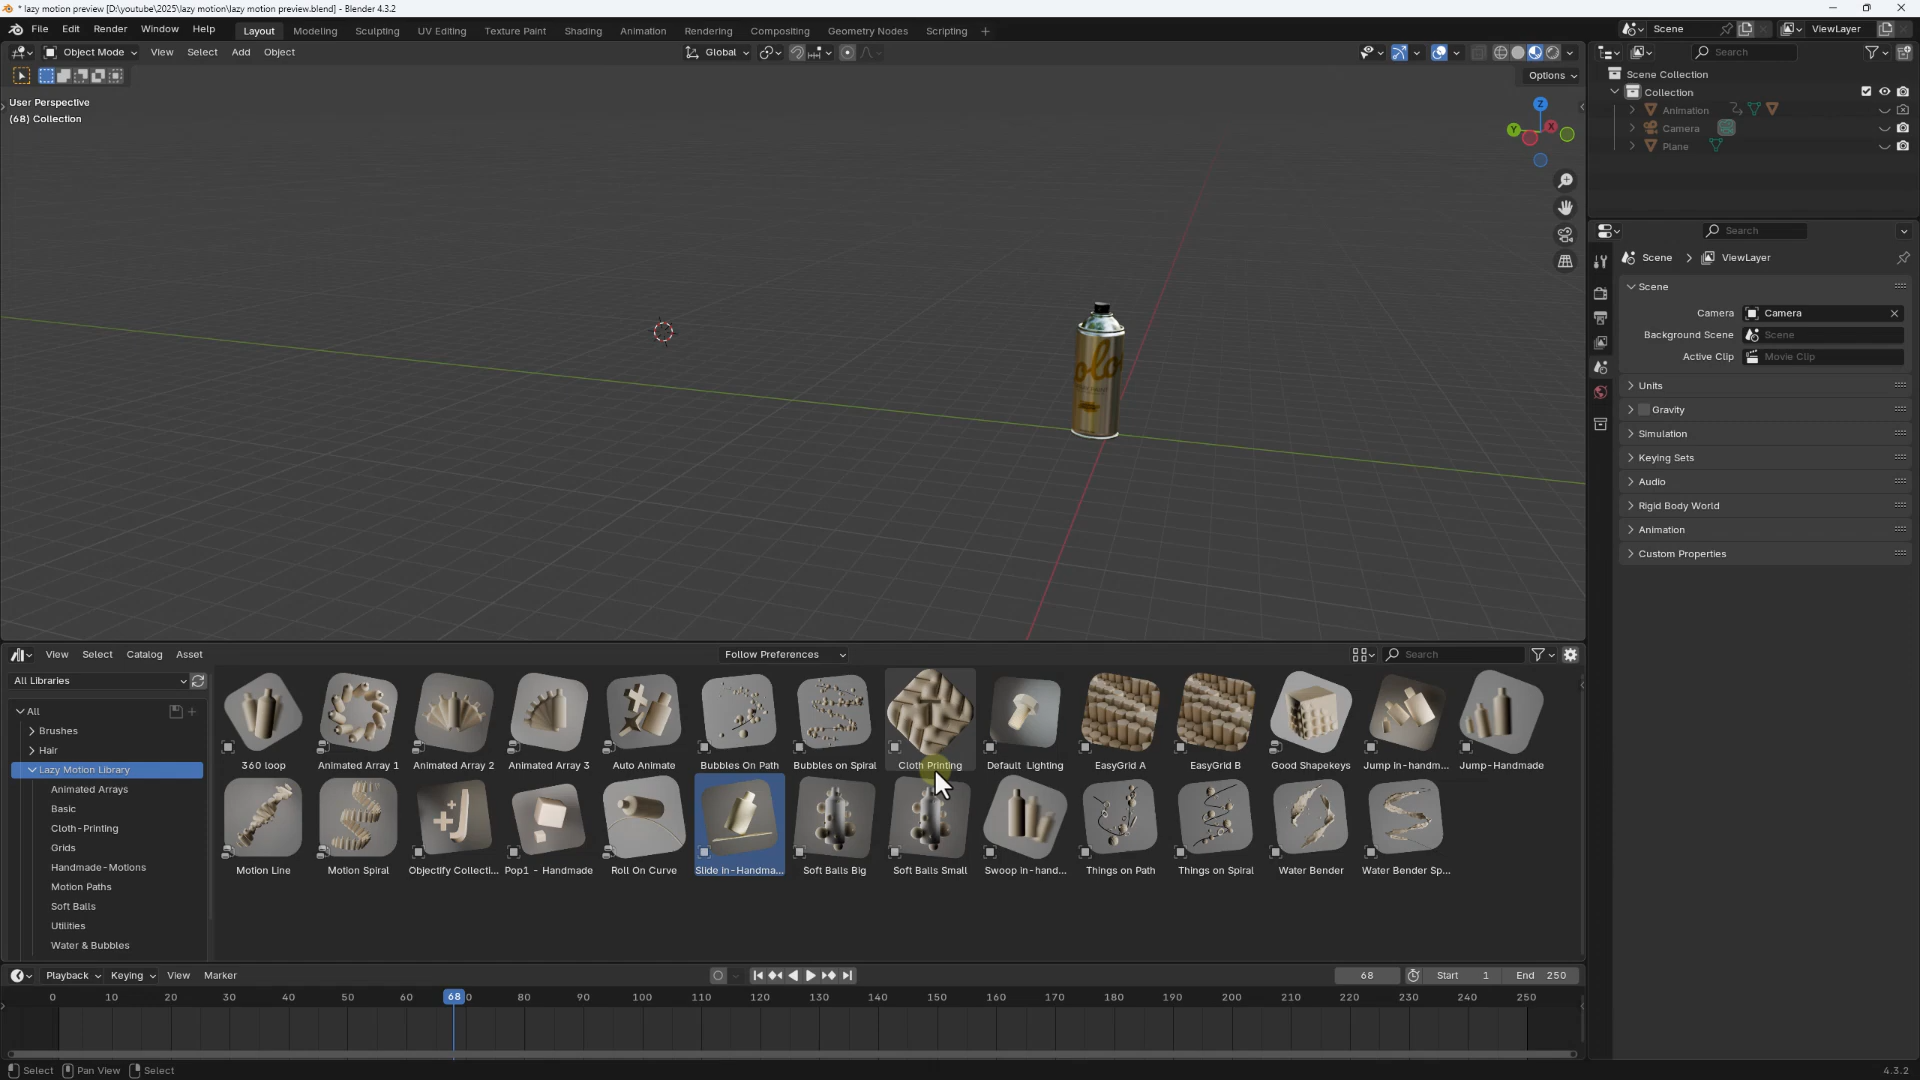 * lazy motion preview [D:\youtube\2025\lazy motion\lazy motion preview.blend] - Blender 4.3.2
File Edit Render Window Help Layout Modeling Sculpting UV Editing Texture Paint Shading Animation Rendering Compositing Geometry Nodes Scripting Scene ViewLayer
Object Mode View Select Add Object Global Search
Options
User Perspective
(68) Collection
Scene Collection
Collection
Animation
Camera
Plane
Z
Y
X
Search
Scene ViewLayer
Scene
Camera Camera
Background Scene Scene
Active Clip Movie Clip
Units
Gravity
Simulation
Keying Sets
Audio
Rigid Body World
Animation
Custom Properties
olo
View Select Catalog Asset Follow Preferences Search
All Libraries
All
Brushes
Hair
Lazy Motion Library
Animated Arrays
Basic
Cloth-Printing
Grids
Handmade-Motions
Motion Paths
Soft Balls
Utilities
Water & Bubbles
360 loop Animated Array 1 Animated Array 2 Animated Array 3 Auto Animate Bubbles On Path Bubbles on Spiral Cloth Printing Default Lighting EasyGrid A EasyGrid B Good Shapekeys Jump in-handm... Jump-Handmade
Motion Line Motion Spiral Objectify Collecti... Pop1 - Handmade Roll On Curve Slide In-Handma... Soft Balls Big Soft Balls Small Swoop in-hand... Things on Path Things on Spiral Water Bender Water Bender Sp...
Playback Keying View Marker 68 Start 1 End 250
0 10 20 30 40 50 60 68 0 80 90 100 110 120 130 140 150 160 170 180 190 200 210 220 230 240 250
Select Pan View Select 4.3.2